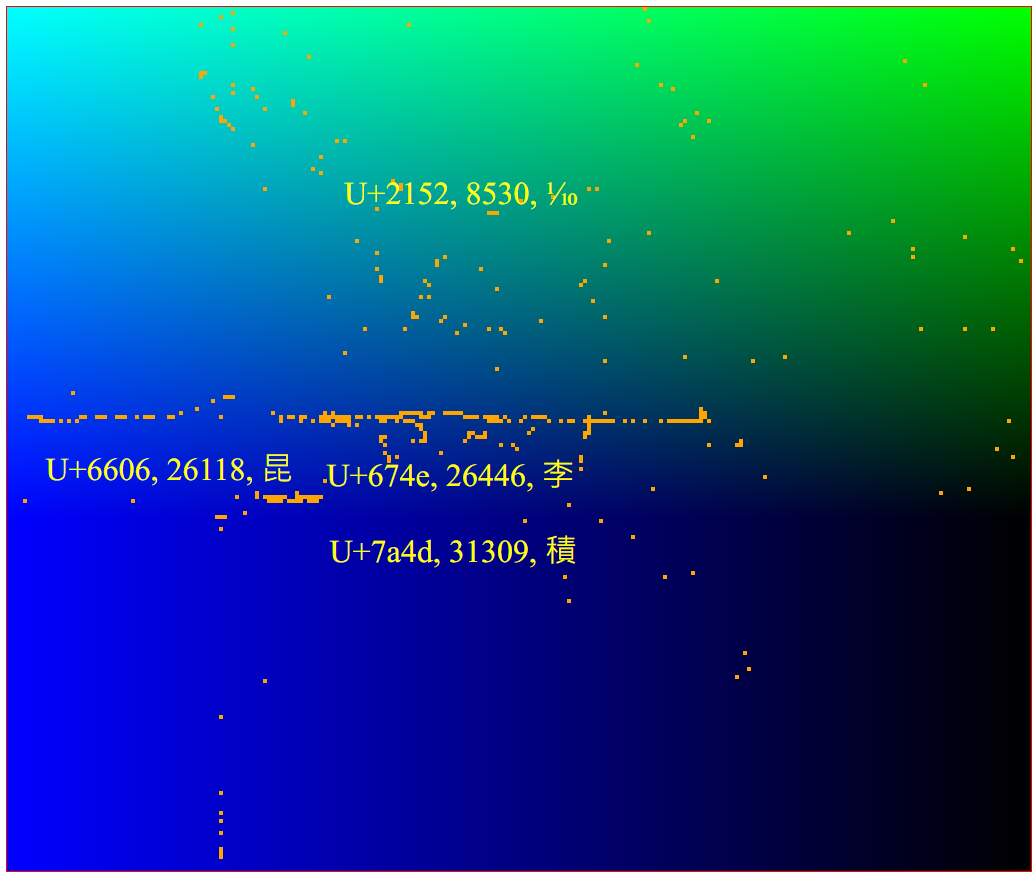 U+2152, 8530, ⅒
U+6606, 26118, 昆
U+674e, 26446, 李
U+7a4d, 31309, 積